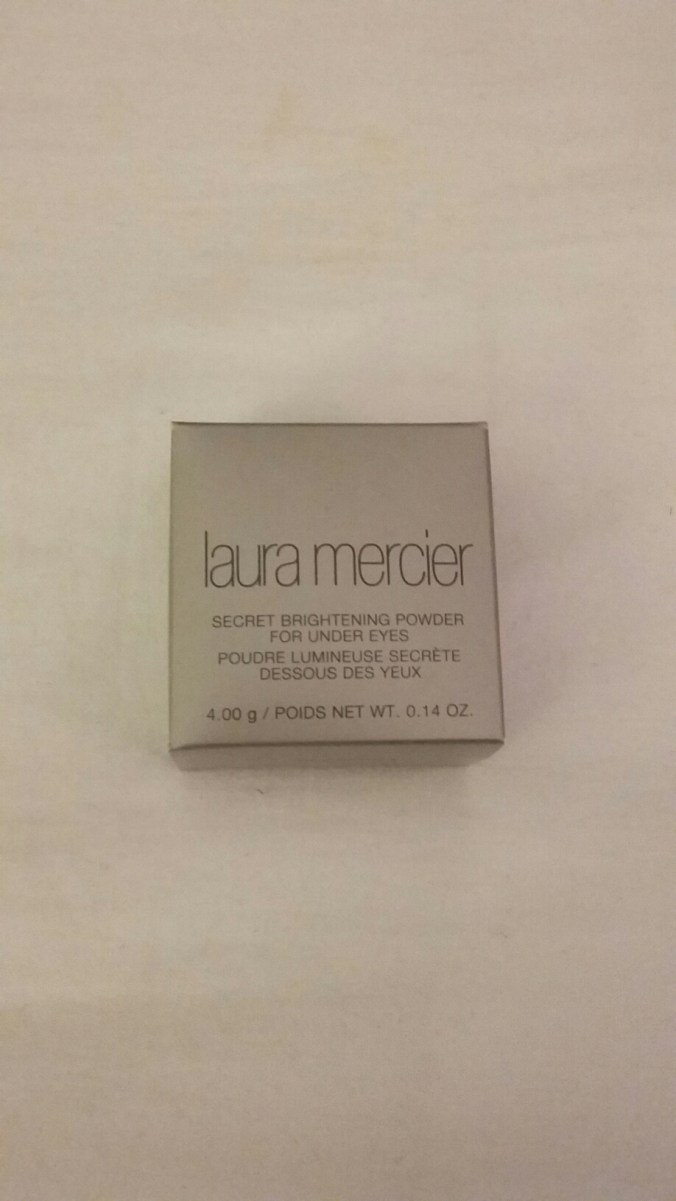 laura mercier
SECRET BRIGHTENING POWDER
FOR UNDER EYES
POUDRE LUMINEUSE SECRÈTE
DESSOUS DES YEUX
4.00 g / POIDS NET WT. 0.14 OZ.